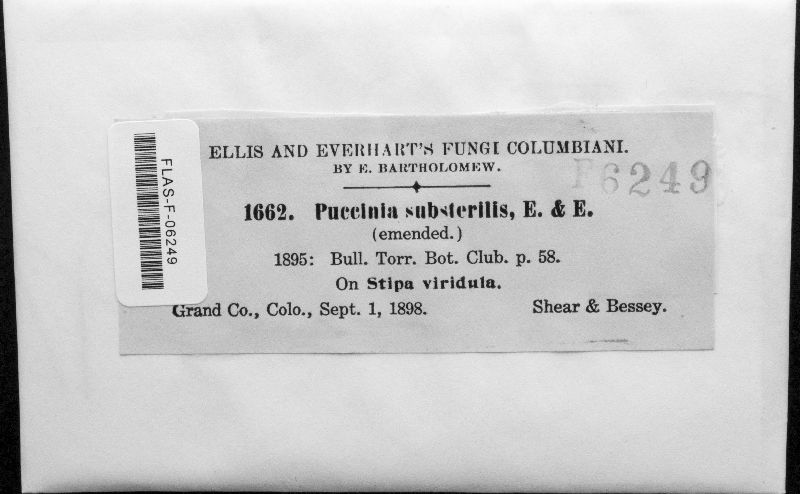 ELLIS AND EVERHART'S FUNGI COLUMBIANI.
BY E. BARTHOLOMEW.
F6249
FLAS-F-06249
1662. Puccinia substerilis, E. & E.
(emended.)
1895: Bull. Torr. Bot. Club. p. 58.
On Stipa viridula.
Grand Co., Colo., Sept. 1, 1898. Shear & Bessey.